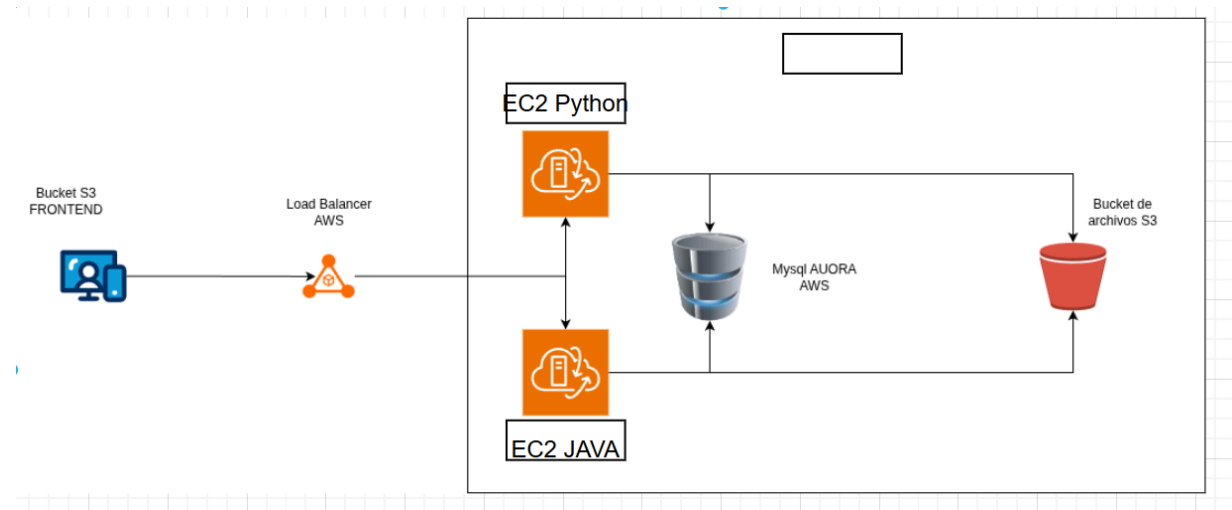 EC2 Python
Bucket S3
FRONTEND
Load Balancer
AWS
Bucket de
archivos S3
Mysql AUORA
AWS
EC2 JAVA